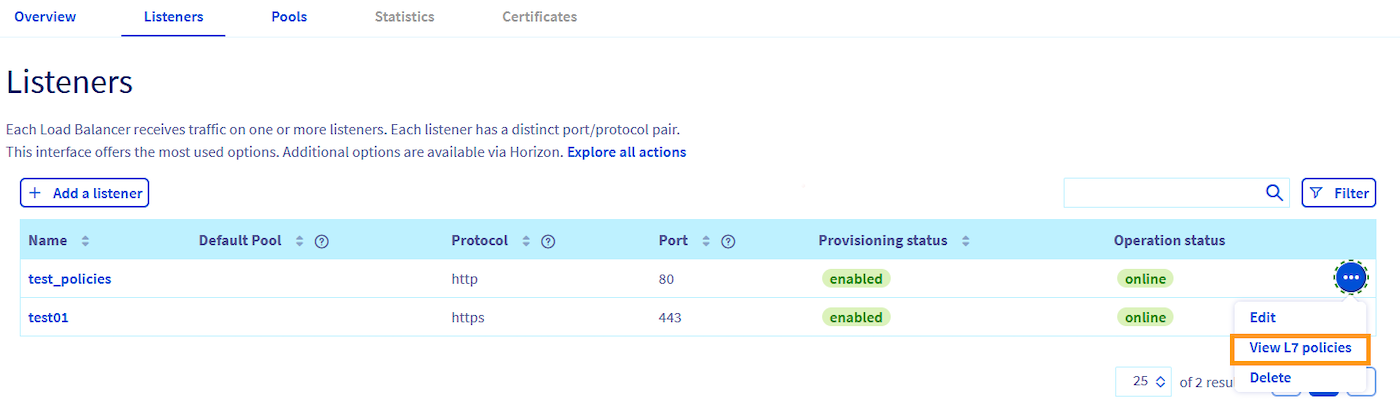 Overview Listeners Pools Statistics Certificates
Listeners
Each Load Balancer receives traffic on one or more listeners. Each listener has a distinct port/protocol pair.
This interface offers the most used options. Additional options are available via Horizon. Explore all actions
+ Add a listener Filter
Name Default Pool ? Protocol ? Port ? Provisioning status Operation status
test_policies http 80 enabled online
test01 https 443 enabled online
Edit
View L7 policies
Delete
25 of 2